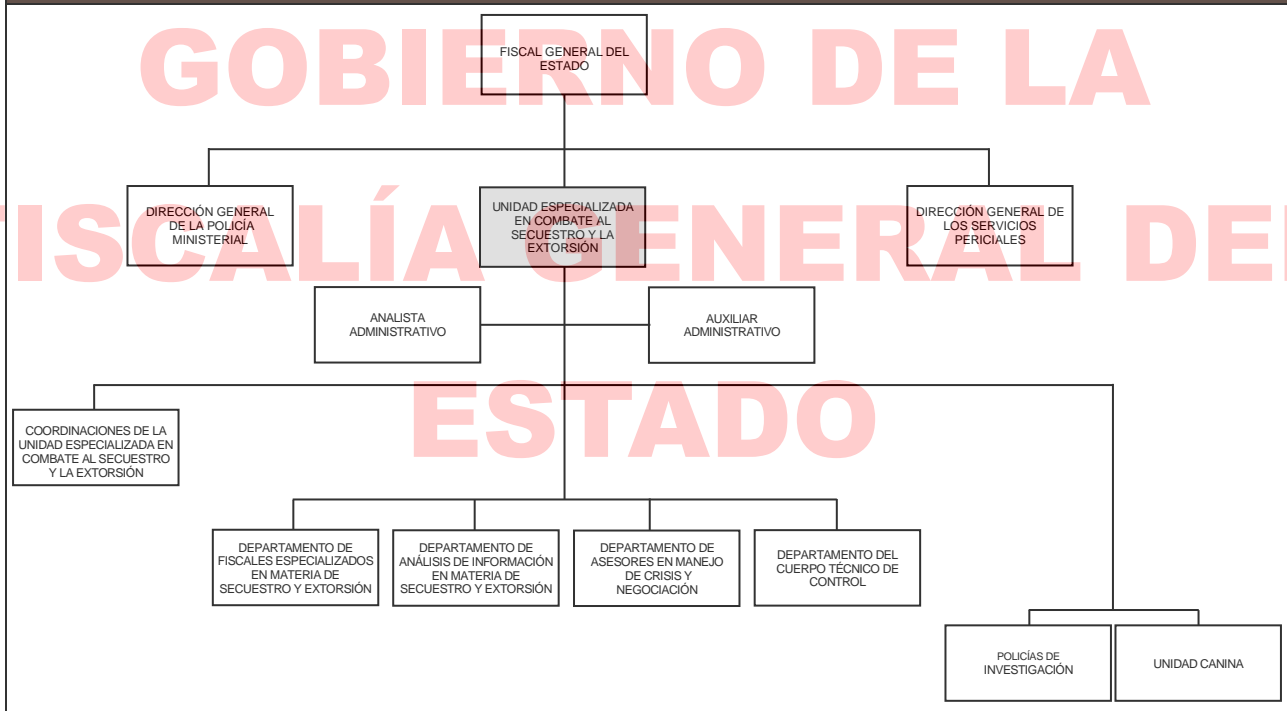 GOBIERNO DE LA
FISCAL GENERAL DEL
ESTADO
DIRECCIÓN GENERAL
DE LA POLICÍA
MINISTERIAL
UNIDAD ESPECIALIZADA
EN COMBATE AL
SECUESTRO Y LA
EXTORSIÓN
DIRECCIÓN GENERAL DE
LOS SERVICIOS
PERICIALES
FISCALÍA GENERAL DEL
ANALISTA
ADMINISTRATIVO
AUXILIAR
ADMINISTRATIVO
ESTADO
COORDINACIONES DE LA
UNIDAD ESPECIALIZADA EN
COMBATE AL SECUESTRO
Y LA EXTORSIÓN
DEPARTAMENTO DE
FISCALES ESPECIALIZADOS
EN MATERIA DE
SECUESTRO Y EXTORSIÓN
DEPARTAMENTO DE
ANÁLISIS DE INFORMACIÓN
EN MATERIA DE
SECUESTRO Y EXTORSIÓN
DEPARTAMENTO DE
ASESORES EN MANEJO
DE CRISIS Y
NEGOCIACIÓN
DEPARTAMENTO DEL
CUERPO TÉCNICO DE
CONTROL
POLICÍAS DE
INVESTIGACIÓN
UNIDAD CANINA